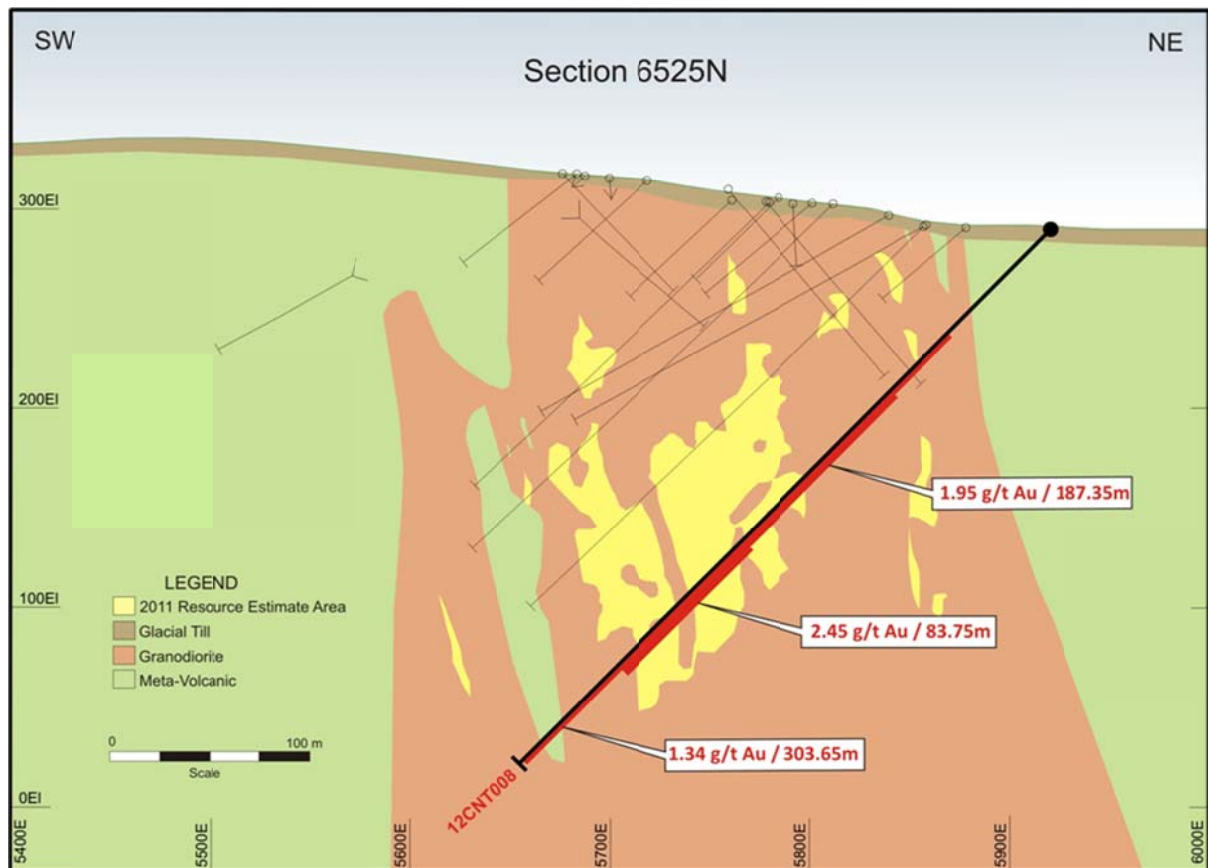 SW
NE
Section 6525N
300El
200El
1.95 g/t Au / 187.35m
LEGEND
2011 Resource Estimate Area
Glacial Till
Granodiorite
Meta-Volcanic
100El
2.45 g/t Au / 83.75m
0
100 m
Scale
1.34 g/t Au / 303.65m
12CNT008
0El
5400E
5500E
5600E
5700E
5800E
5900E
6000E